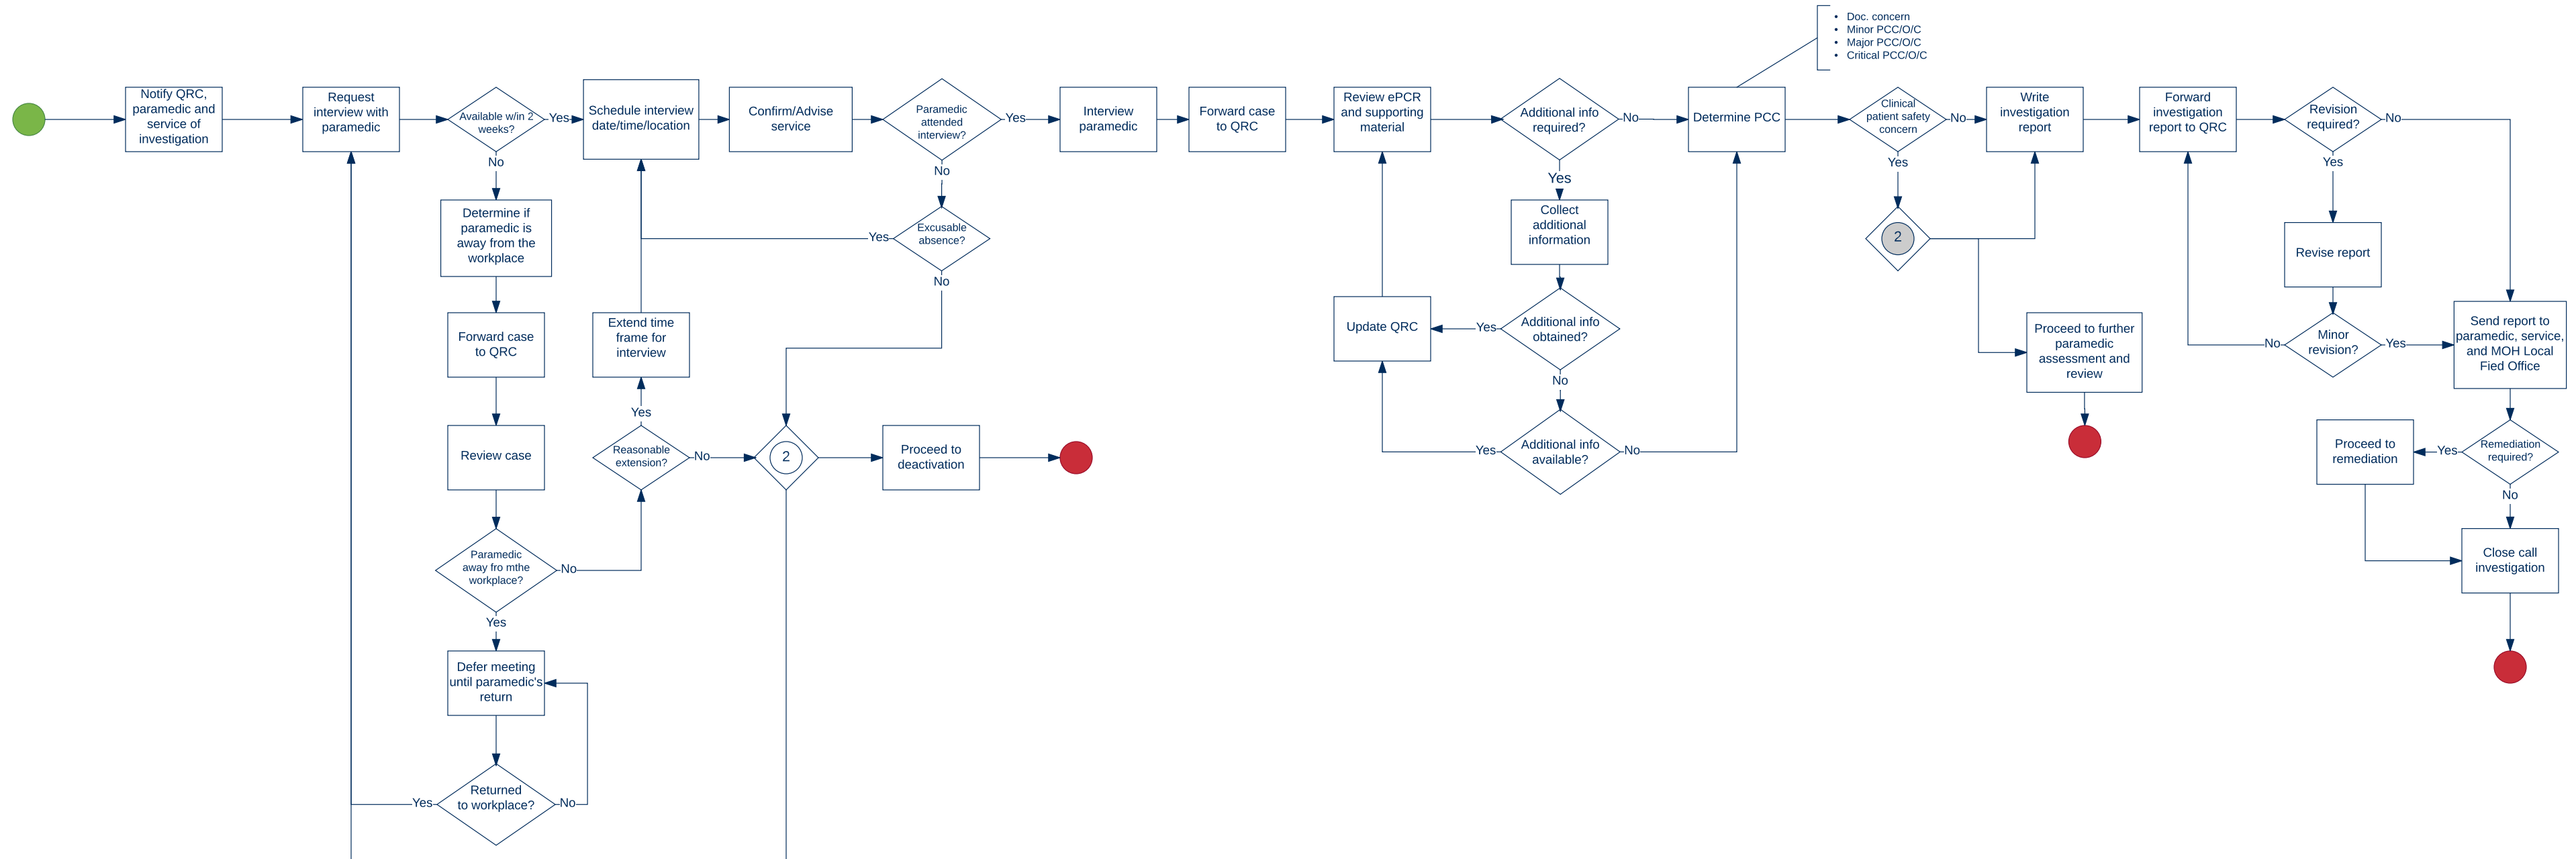 • Doc. concern
• Minor PCC/O/C
• Major PCC/O/C
• Critical PCC/O/C
Notify QRC,
paramedic and
service of
investigation
Request
interview with
paramedic
Available w/in 2
weeks?
Yes
No
Schedule interview
date/time/location
Confirm/Advise
service
Paramedic
attended
interview?
Yes
No
Interview
paramedic
Forward case
to QRC
Review ePCR
and supporting
material
Additional info
required?
No
Yes
Determine PCC
Clinical
patient safety
concern
No
Yes
Write
investigation
report
Forward
investigation
report to QRC
Revision
required?
No
Yes
Determine if
paramedic is
away from the
workplace
Excusable
absence?
Yes
No
Collect
additional
information
2
Revise report
Forward case
to QRC
Extend time
frame for
interview
Update QRC
Yes
Additional info
obtained?
No
Proceed to further
paramedic
assessment and
review
No
Minor
revision?
Yes
Send report to
paramedic, service,
and MOH Local
Fied Office
Review case
Yes
Reasonable
extension?
No
2
Proceed to
deactivation
Yes
Additional info
available?
No
Proceed to
remediation
Yes
Remediation
required?
No
Paramedic
away fro mthe
workplace?
No
Yes
Close call
investigation
Defer meeting
until paramedic's
return
Yes
Returned
to workplace?
No